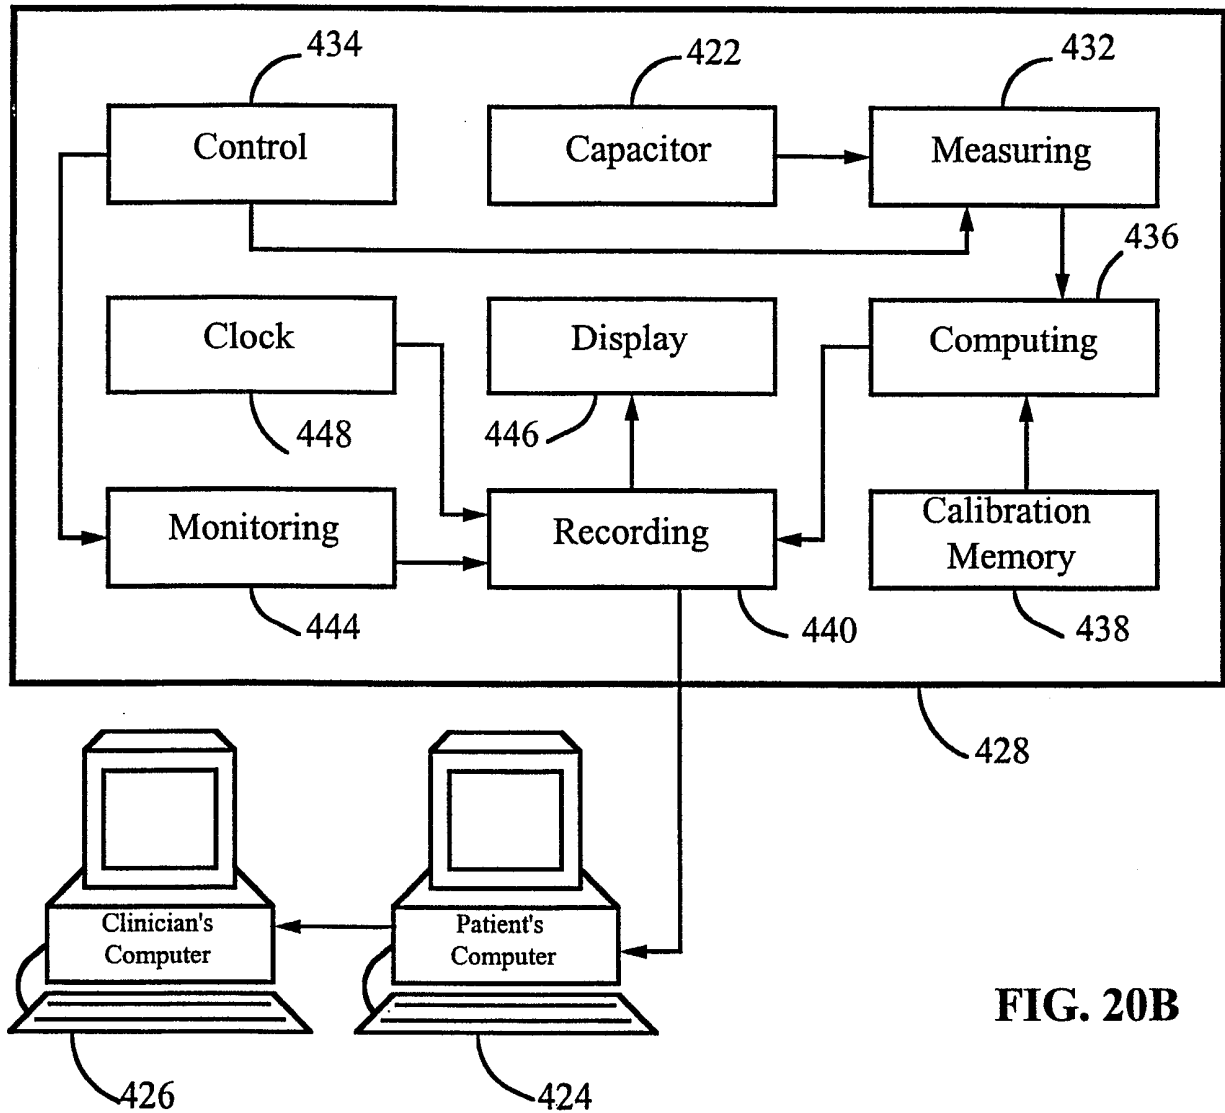 434
422
432
Control
Capacitor
Measuring
436
Clock
Display
Computing
448
446
Monitoring
Recording
Calibration
Memory
444
440
438
428
Clinician's
Computer
Patient's
Computer
FIG. 20B
426
424